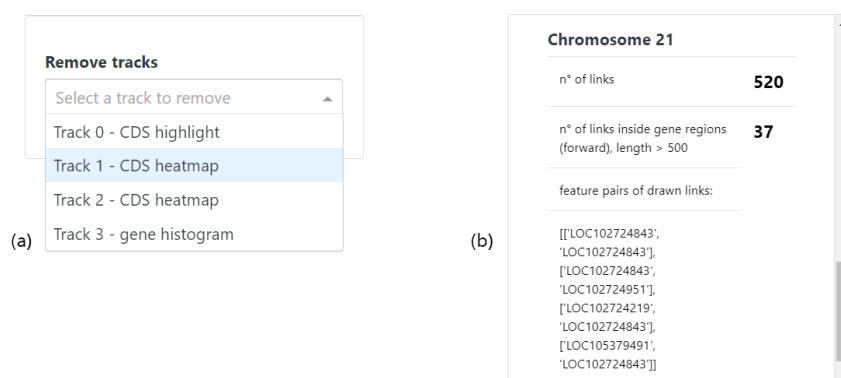 Remove tracks
Select a track to remove
Track 0 - CDS highlight
Track 1 - CDS heatmap
Track 2 - CDS heatmap
Track 3 - gene histogram
(a)
(b)
Chromosome 21
n° of links 520
n° of links inside gene regions 37
(forward), length > 500
feature pairs of drawn links:
[['LOC102724843',
'LOC102724843'],
['LOC102724843',
'LOC102724951'],
['LOC102724219',
'LOC102724843'],
['LOC105379491',
'LOC102724843']]